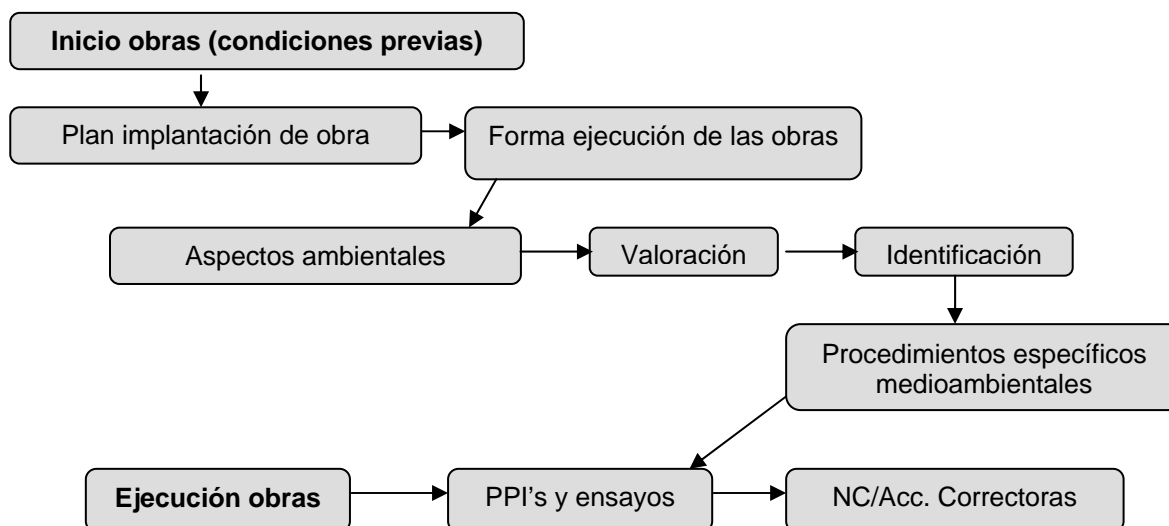 Inicio obras (condiciones previas)
Plan implantación de obra
Forma ejecución de las obras
Aspectos ambientales
Valoración
Identificación
Procedimientos específicos
medioambientales
Ejecución obras
PPI’s y ensayos
NC/Acc. Correctoras